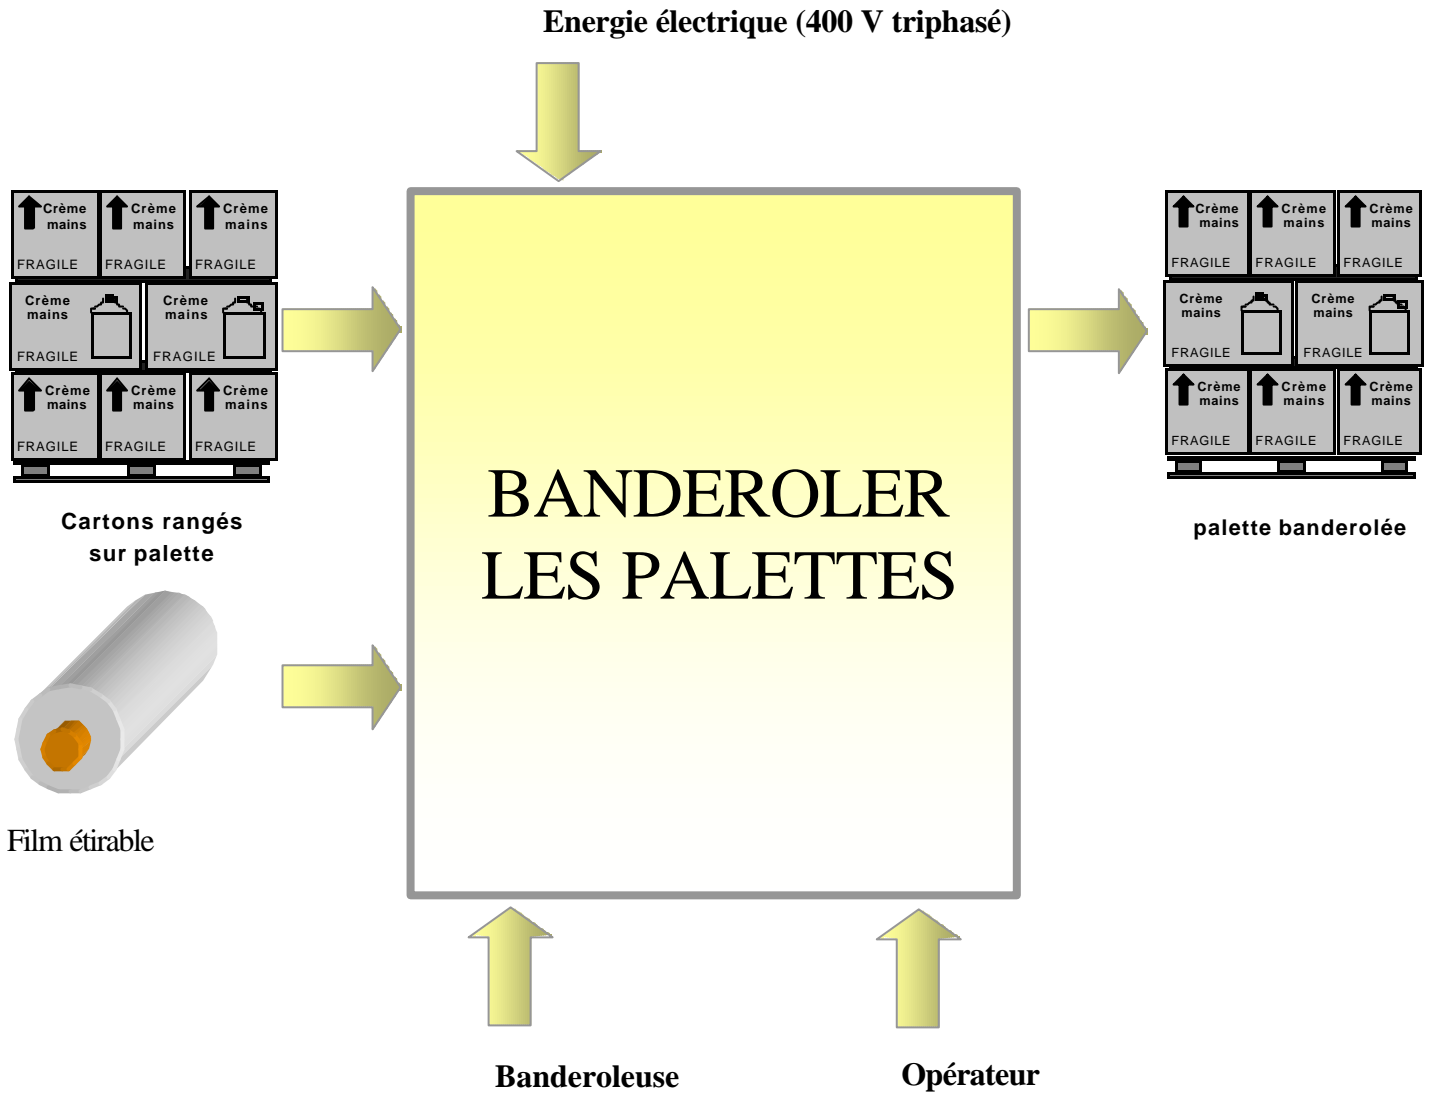 Energie électrique (400 V triphasé)
Crème mains Crème mains Crème mains
FRAGILE FRAGILE FRAGILE
Crème mains Crème mains
FRAGILE FRAGILE
Crème mains Crème mains Crème mains
FRAGILE FRAGILE FRAGILE
Cartons rangés
sur palette
Film étirable
BANDEROLER
LES PALETTES
Crème mains Crème mains Crème mains
FRAGILE FRAGILE FRAGILE
Crème mains Crème mains
FRAGILE FRAGILE
Crème mains Crème mains Crème mains
FRAGILE FRAGILE FRAGILE
palette banderolée
Banderoleuse
Opérateur